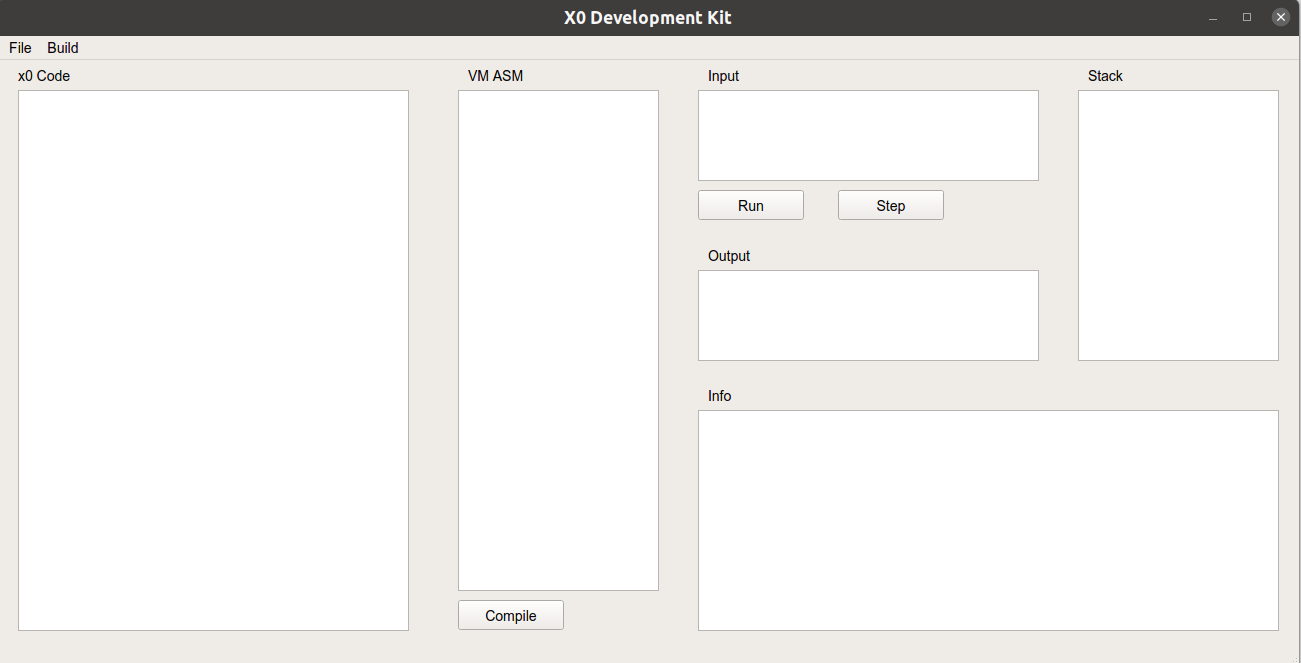 X0 Development Kit
File Build
x0 Code
VM ASM
Input
Stack
Run
Step
Output
Info
Compile